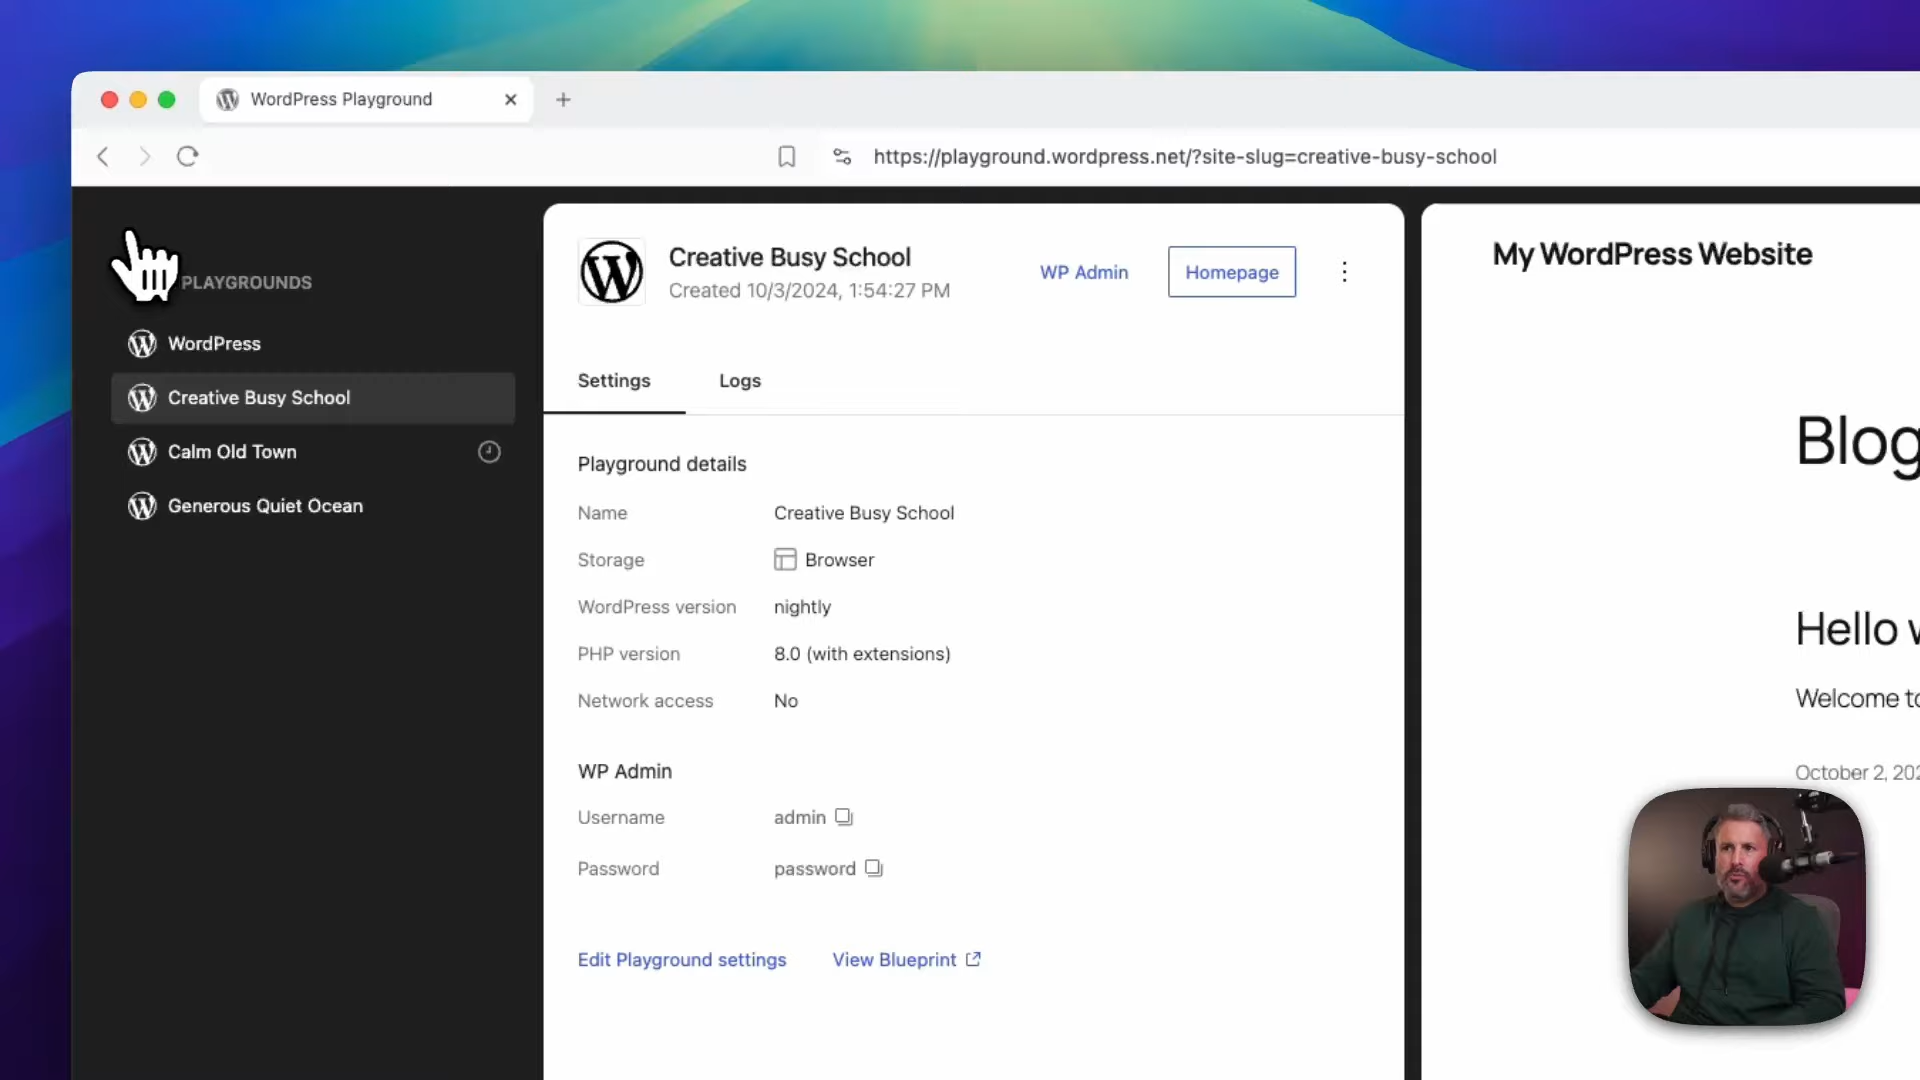 WordPress Playground
https://playground.wordpress.net/?site-slug=creative-busy-school
PLAYGROUNDS
WordPress
Creative Busy School
Calm Old Town
Generous Quiet Ocean
Creative Busy School
Created 10/3/2024, 1:54:27 PM
WP Admin
Homepage
Settings
Logs
Playground details
Name
Creative Busy School
Storage
Browser
WordPress version
nightly
PHP version
8.0 (with extensions)
Network access
No
WP Admin
Username
admin
Password
password
Edit Playground settings
View Blueprint
My WordPress Website
Blog
Hello
Welcome to
October 2, 202